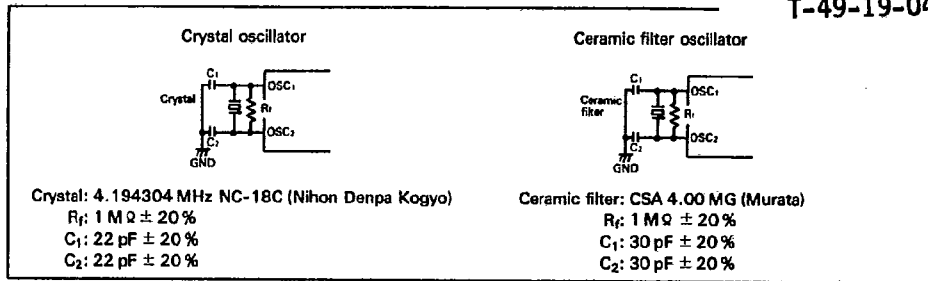 T-49-19-04
Crystal oscillator
C₁
OSC₁
Crystal
Rf
OSC₂
C₂
GND
Crystal: 4.194304 MHz NC-18C (Nihon Denpa Kogyo)
Rf: 1 MΩ ± 20 %
C₁: 22 pF ± 20 %
C₂: 22 pF ± 20 %
Ceramic filter oscillator
C₁
OSC₁
Ceramic
filter
Rf
OSC₂
C₂
GND
Ceramic filter: CSA 4.00 MG (Murata)
Rf: 1 MΩ ± 20 %
C₁: 30 pF ± 20 %
C₂: 30 pF ± 20 %